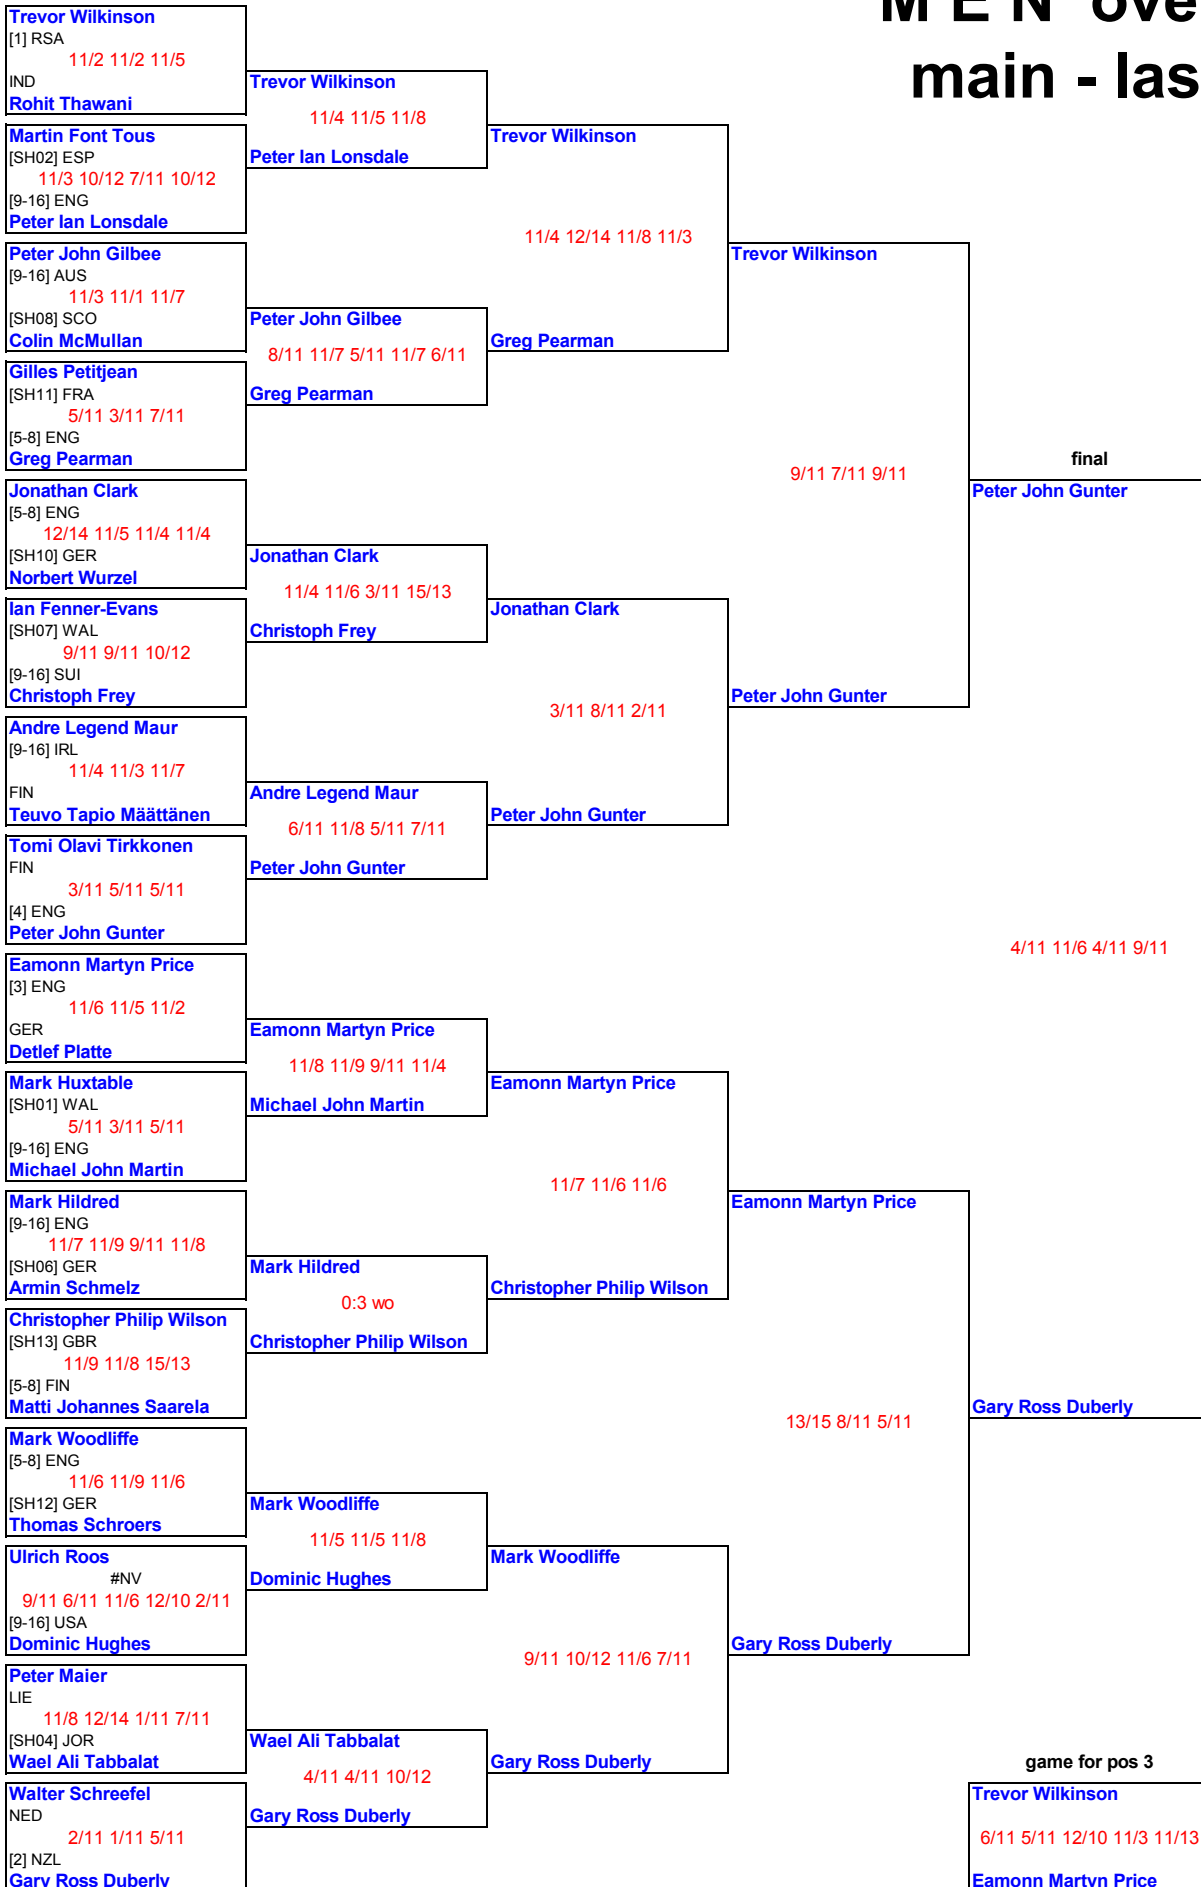 M E N ove
main - las
Trevor Wilkinson
[1] RSA
11/2 11/2 11/5
IND
Rohit Thawani
Martin Font Tous
[SH02] ESP
11/3 10/12 7/11 10/12
[9-16] ENG
Peter Ian Lonsdale
Peter John Gilbee
[9-16] AUS
11/3 11/1 11/7
[SH08] SCO
Colin McMullan
Gilles Petitjean
[SH11] FRA
5/11 3/11 7/11
[5-8] ENG
Greg Pearman
Jonathan Clark
[5-8] ENG
12/14 11/5 11/4 11/4
[SH10] GER
Norbert Wurzel
Ian Fenner-Evans
[SH07] WAL
9/11 9/11 10/12
[9-16] SUI
Christoph Frey
Andre Legend Maur
[9-16] IRL
11/4 11/3 11/7
FIN
Teuvo Tapio Määttänen
Tomi Olavi Tirkkonen
FIN
3/11 5/11 5/11
[4] ENG
Peter John Gunter
Eamonn Martyn Price
[3] ENG
11/6 11/5 11/2
GER
Detlef Platte
Mark Huxtable
[SH01] WAL
5/11 3/11 5/11
[9-16] ENG
Michael John Martin
Mark Hildred
[9-16] ENG
11/7 11/9 9/11 11/8
[SH06] GER
Armin Schmelz
Christopher Philip Wilson
[SH13] GBR
11/9 11/8 15/13
[5-8] FIN
Matti Johannes Saarela
Mark Woodliffe
[5-8] ENG
11/6 11/9 11/6
[SH12] GER
Thomas Schroers
Ulrich Roos
#NV
9/11 6/11 11/6 12/10 2/11
[9-16] USA
Dominic Hughes
Peter Maier
LIE
11/8 12/14 1/11 7/11
[SH04] JOR
Wael Ali Tabbalat
Walter Schreefel
NED
2/11 1/11 5/11
[2] NZL
Gary Ross Duberly
Trevor Wilkinson
11/4 11/5 11/8
Peter Ian Lonsdale
Peter John Gilbee
8/11 11/7 5/11 11/7 6/11
Greg Pearman
Jonathan Clark
11/4 11/6 3/11 15/13
Christoph Frey
Andre Legend Maur
6/11 11/8 5/11 7/11
Peter John Gunter
Eamonn Martyn Price
11/8 11/9 9/11 11/4
Michael John Martin
Mark Hildred
0:3 wo
Christopher Philip Wilson
Mark Woodliffe
11/5 11/5 11/8
Dominic Hughes
Wael Ali Tabbalat
4/11 4/11 10/12
Gary Ross Duberly
Trevor Wilkinson
11/4 12/14 11/8 11/3
Greg Pearman
Jonathan Clark
3/11 8/11 2/11
Peter John Gunter
Eamonn Martyn Price
11/7 11/6 11/6
Christopher Philip Wilson
Mark Woodliffe
9/11 10/12 11/6 7/11
Gary Ross Duberly
Trevor Wilkinson
9/11 7/11 9/11
Peter John Gunter
Eamonn Martyn Price
13/15 8/11 5/11
Gary Ross Duberly
final
Peter John Gunter
4/11 11/6 4/11 9/11
Gary Ross Duberly
game for pos 3
Trevor Wilkinson
6/11 5/11 12/10 11/3 11/13
Eamonn Martyn Price